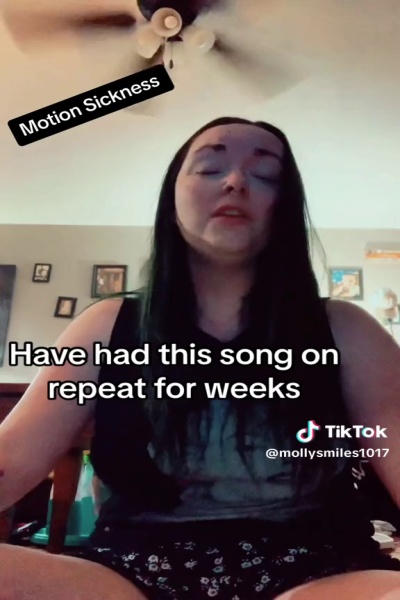 Motion Sickness
Have had this song on
repeat for weeks
TikTok
@mollysmiles1017